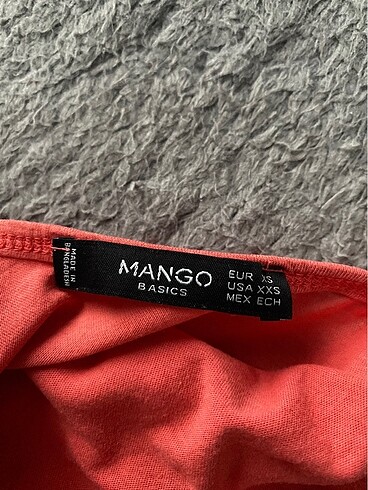 MADE IN
BANGLADESH
MANGO
BASICS
EUR XS
USA XXS
MEX ECH